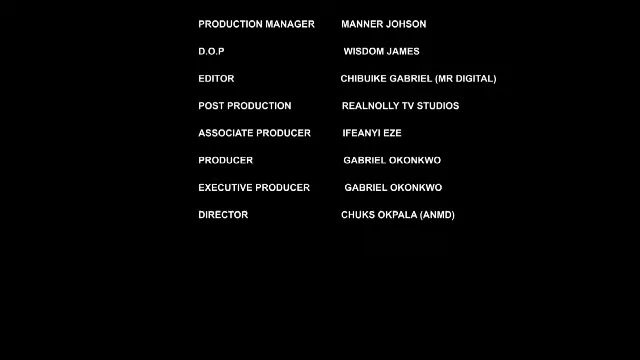 PRODUCTION MANAGER MANNER JOHSON
D.O.P WISDOM JAMES
EDITOR CHIBUIKE GABRIEL (MR DIGITAL)
POST PRODUCTION REALNOLLY TV STUDIOS
ASSOCIATE PRODUCER IFEANYI EZE
PRODUCER GABRIEL OKONKWO
EXECUTIVE PRODUCER GABRIEL OKONKWO
DIRECTOR CHUKS OKPALA (ANMD)